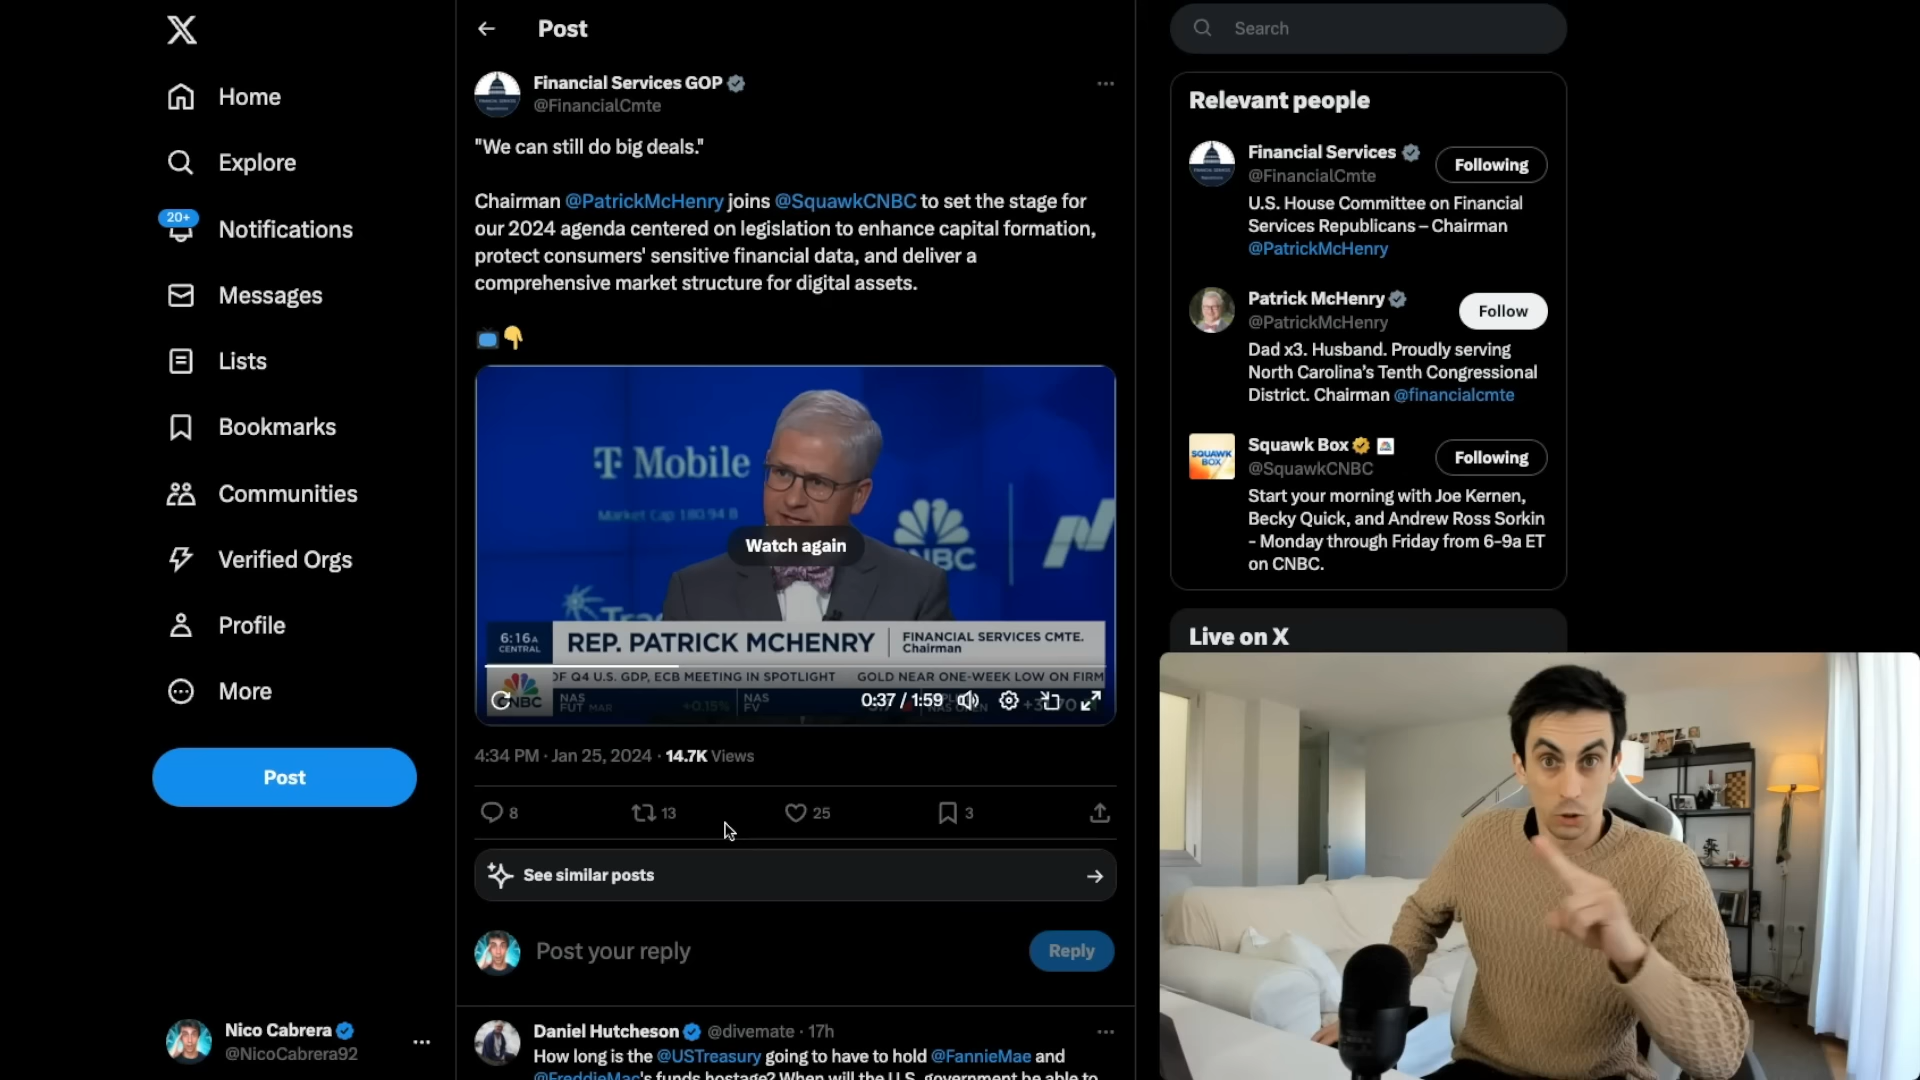 Home
Explore
20+
Notifications
Messages
Lists
Bookmarks
Communities
Verified Orgs
Profile
More
Post
Nico Cabrera
@NicoCabrera92
Post
Financial Services GOP
@FinancialCmte
"We can still do big deals."
Chairman @PatrickMcHenry joins @SquawkCNBC to set the stage for
our 2024 agenda centered on legislation to enhance capital formation,
protect consumers' sensitive financial data, and deliver a
comprehensive market structure for digital assets.
T Mobile
Market Cap 180.94 B
CNBC
Watch again
6:16A
CENTRAL
REP. PATRICK MCHENRY
FINANCIAL SERVICES CMTE.
Chairman
OF Q4 U.S. GDP, ECB MEETING IN SPOTLIGHT GOLD NEAR ONE-WEEK LOW ON FIRM
CNBC
NAS
FUT MAR
+0.15%
NAS
FV
0:37 / 1:59
4:34 PM · Jan 25, 2024 · 14.7K Views
8
13
25
3
See similar posts
Post your reply
Reply
Daniel Hutcheson @divemate · 17h
How long is the @USTreasury going to have to hold @FannieMae and
@FreddieMac's funds hostage? When will the U.S. government be able to
Search
Relevant people
Financial Services
@FinancialCmte
Following
U.S. House Committee on Financial
Services Republicans – Chairman
@PatrickMcHenry
Patrick McHenry
@PatrickMcHenry
Follow
Dad x3. Husband. Proudly serving
North Carolina's Tenth Congressional
District. Chairman @financialcmte
SQUAWK
BOX
Squawk Box
@SquawkCNBC
Following
Start your morning with Joe Kernen,
Becky Quick, and Andrew Ross Sorkin
- Monday through Friday from 6-9a ET
on CNBC.
Live on X